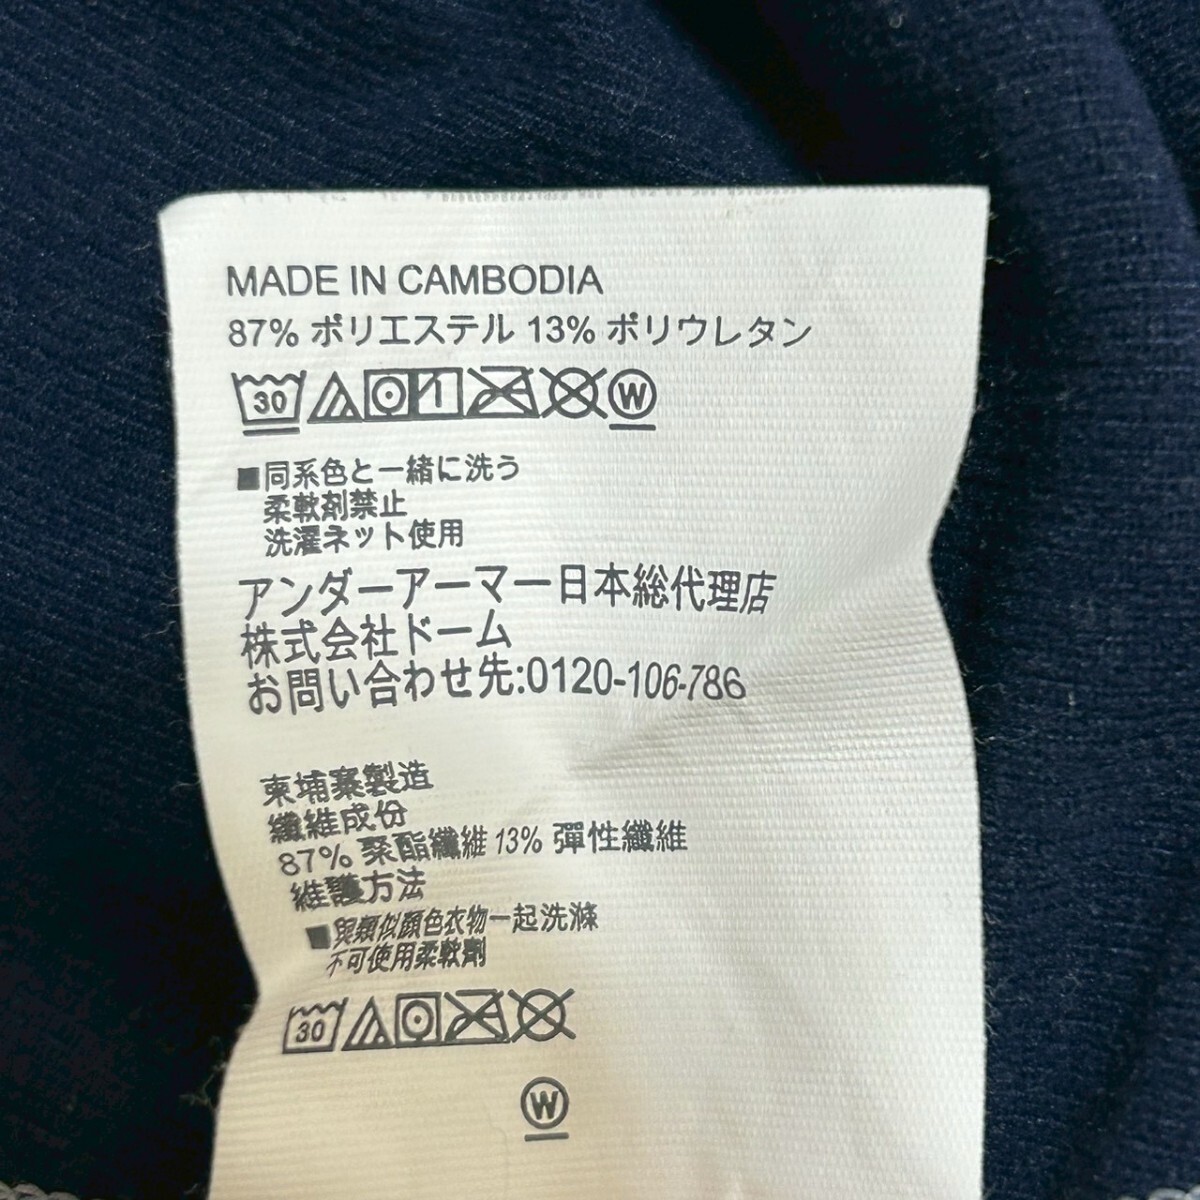 MADE IN CAMBODIA
87% ポリエステル 13% ポリウレタン
30 W
■同系色と一緒に洗う
柔軟剤禁止
洗濯ネット使用
アンダーアーマー日本総代理店
株式会社ドーム
お問い合わせ先:0120-106-786
柬埔寨製造
纖維成份
87% 聚酯纖維 13% 彈性纖維
維護方法
■與類似顏色衣物一起洗滌
不可使用柔軟劑
30
W